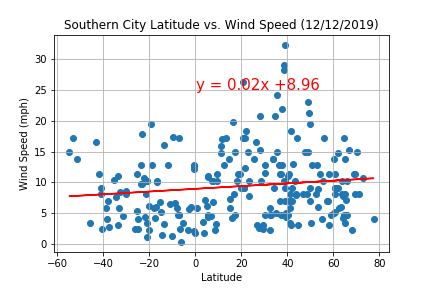 Southern City Latitude vs. Wind Speed (12/12/2019)
y = 0.02x +8.96
Wind Speed (mph)
35
30
25
20
15
10
5
0
−60 −40 −20 0 20 40 60 80
Latitude